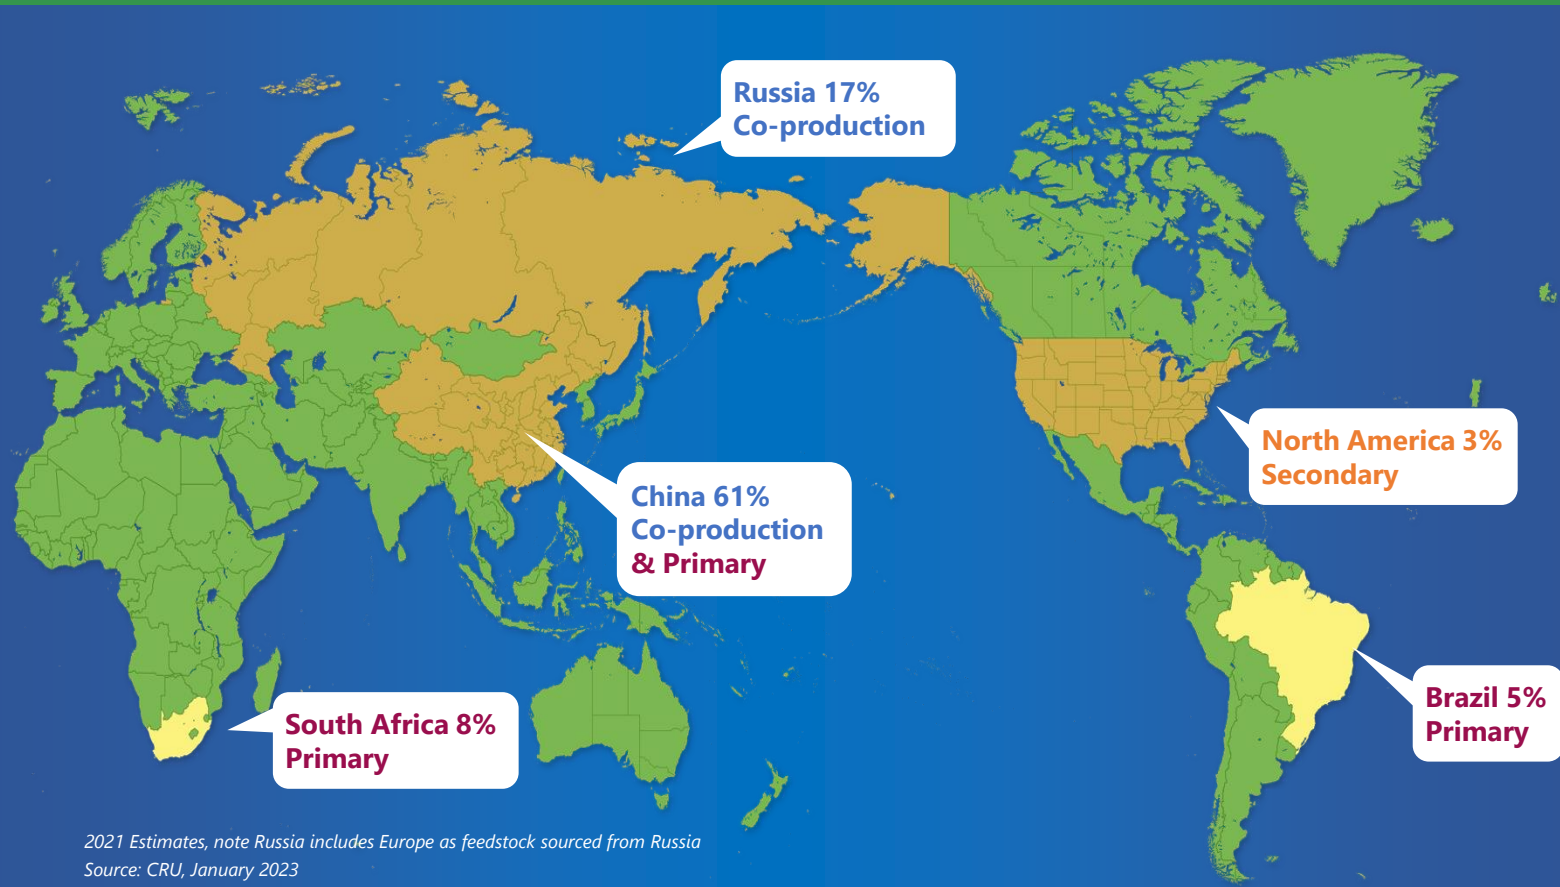 Russia 17%
Co-production
North America 3%
Secondary
China 61%
Co-production
& Primary
Brazil 5%
Primary
South Africa 8%
Primary
2021 Estimates, note Russia includes Europe as feedstock sourced from Russia
Source: CRU, January 2023